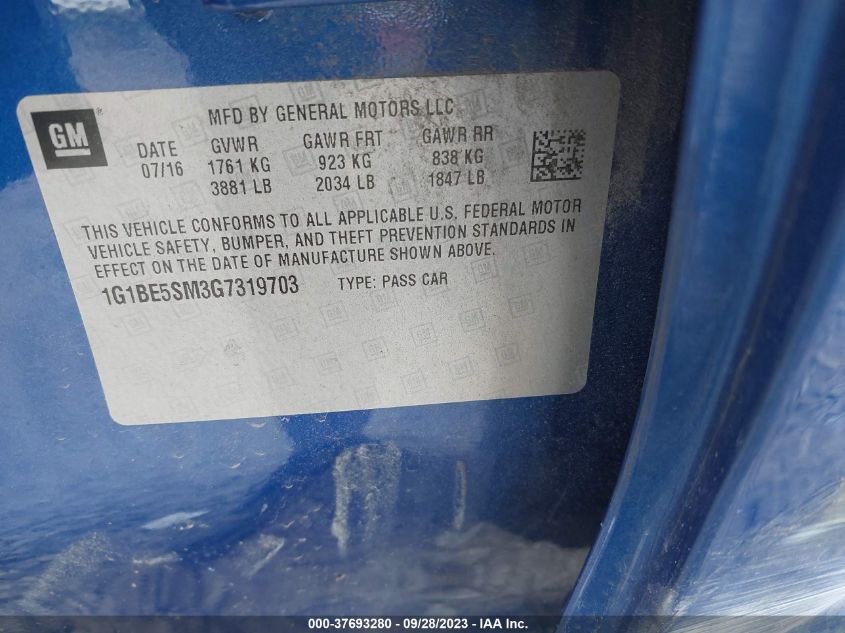 MFD BY GENERAL MOTORS LLC
GM
DATE GVWR GAWR FRT GAWR RR
07/16 1761 KG 923 KG 838 KG
3881 LB 2034 LB 1847 LB
THIS VEHICLE CONFORMS TO ALL APPLICABLE U.S. FEDERAL MOTOR
VEHICLE SAFETY, BUMPER, AND THEFT PREVENTION STANDARDS IN
EFFECT ON THE DATE OF MANUFACTURE SHOWN ABOVE.
1G1BE5SM3G7319703 TYPE: PASS CAR
000-37693280 - 09/28/2023 - IAA Inc.